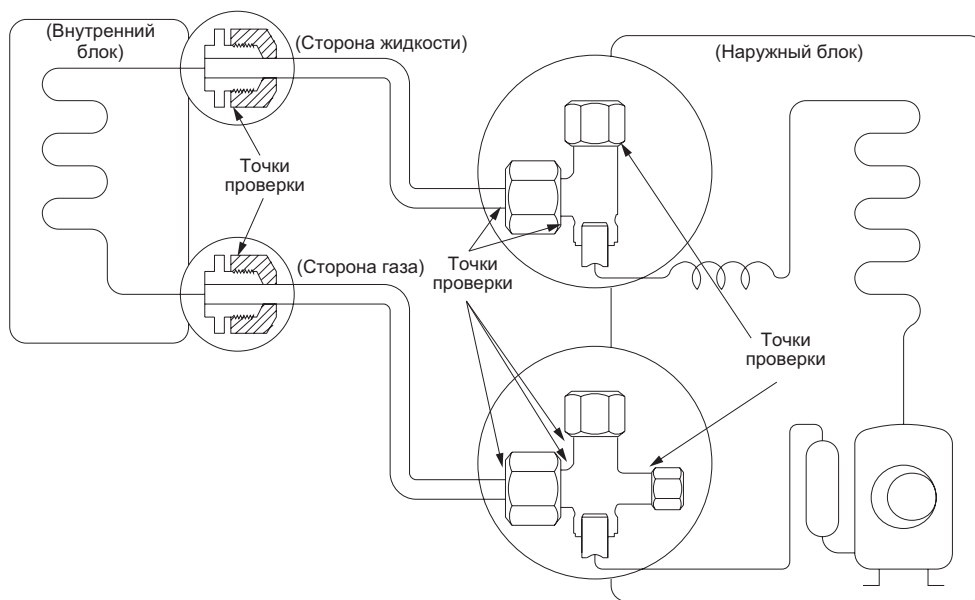 (Внутренний
блок)
(Сторона жидкости)
(Наружный блок)
Точки
проверки
(Сторона газа)
Точки
проверки
Точки
проверки